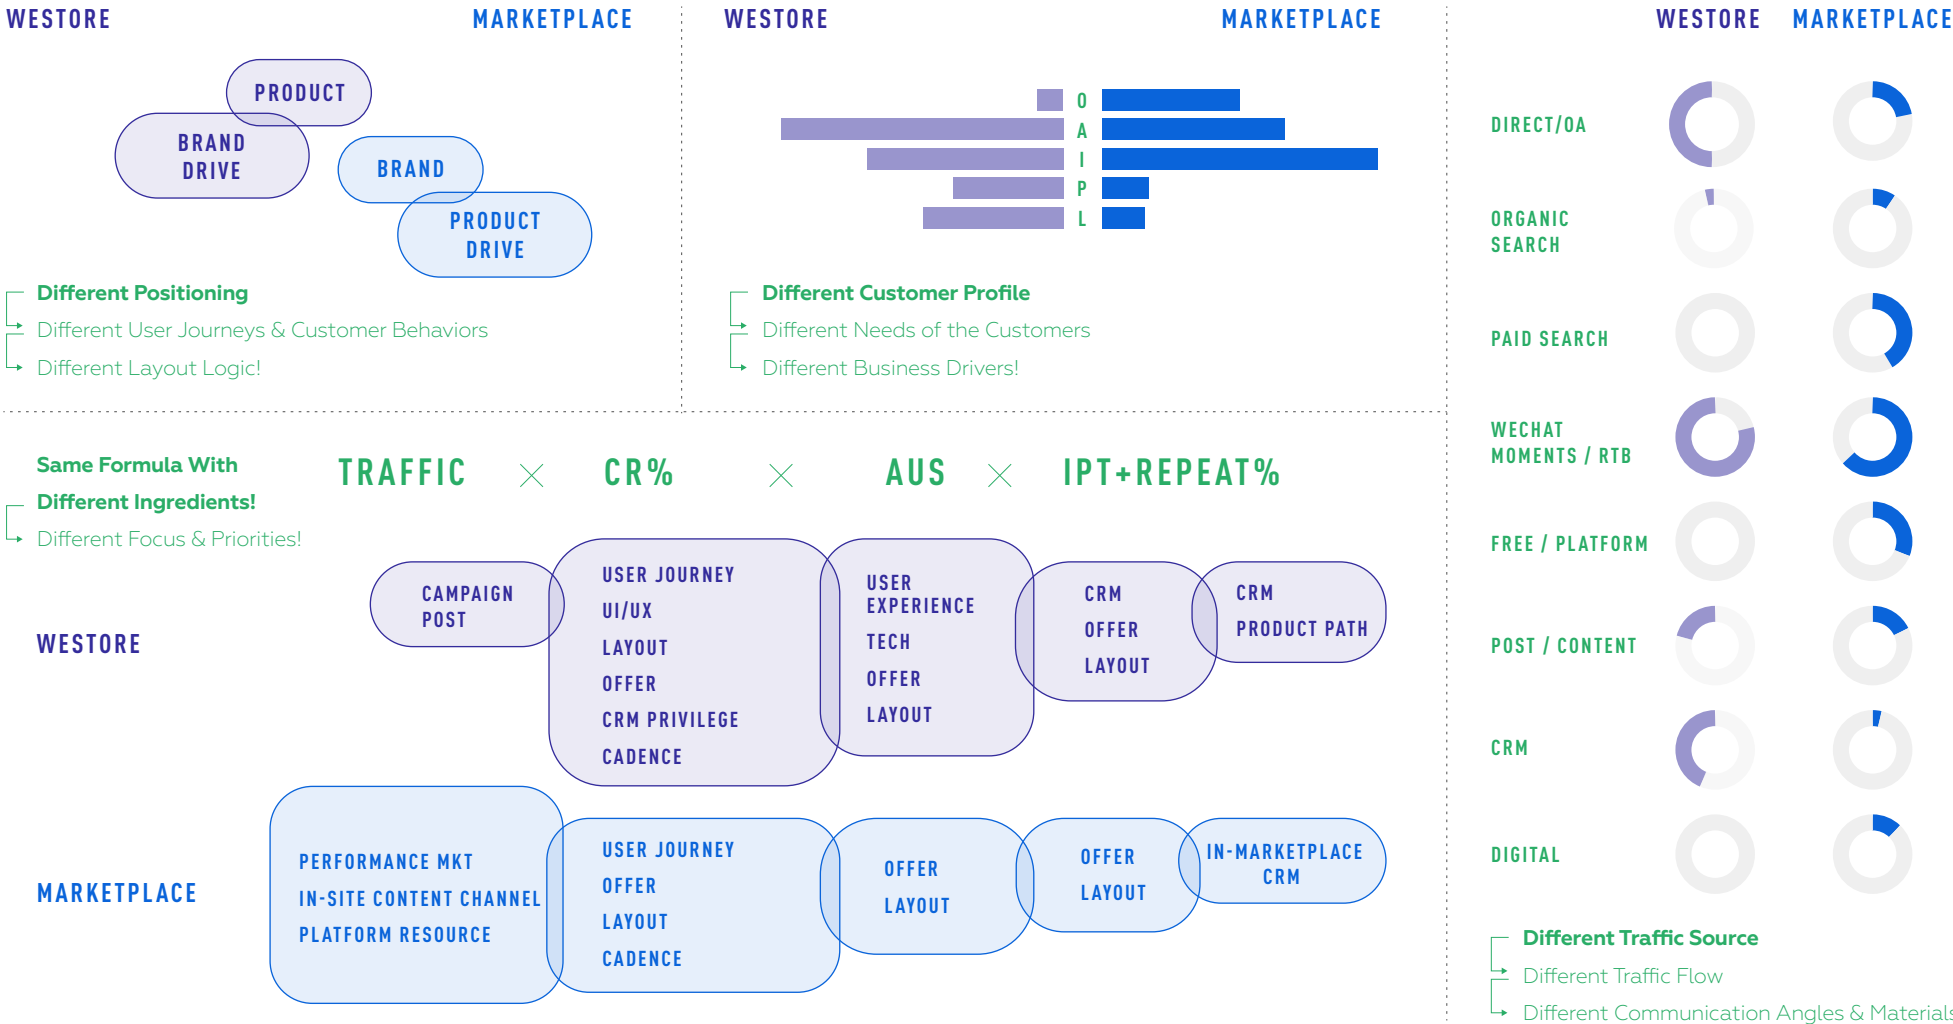 WESTORE
MARKETPLACE
PRODUCT
BRAND
DRIVE
BRAND
PRODUCT
DRIVE
Different Positioning
Different User Journeys & Customer Behaviors
Different Layout Logic!
WESTORE
MARKETPLACE
O
A
I
P
L
Different Customer Profile
Different Needs of the Customers
Different Business Drivers!
Same Formula With
Different Ingredients!
Different Focus & Priorities!
TRAFFIC × CR% × AUS × IPT+REPEAT%
WESTORE
CAMPAIGN
POST
USER JOURNEY
UI/UX
LAYOUT
OFFER
CRM PRIVILEGE
CADENCE
USER
EXPERIENCE
TECH
OFFER
LAYOUT
CRM
OFFER
LAYOUT
CRM
PRODUCT PATH
MARKETPLACE
PERFORMANCE MKT
IN-SITE CONTENT CHANNEL
PLATFORM RESOURCE
USER JOURNEY
OFFER
LAYOUT
CADENCE
OFFER
LAYOUT
OFFER
LAYOUT
IN-MARKETPLACE
CRM
WESTORE
MARKETPLACE
DIRECT/OA
ORGANIC
SEARCH
PAID SEARCH
WECHAT
MOMENTS / RTB
FREE / PLATFORM
POST / CONTENT
CRM
DIGITAL
Different Traffic Source
Different Traffic Flow
Different Communication Angles & Materials